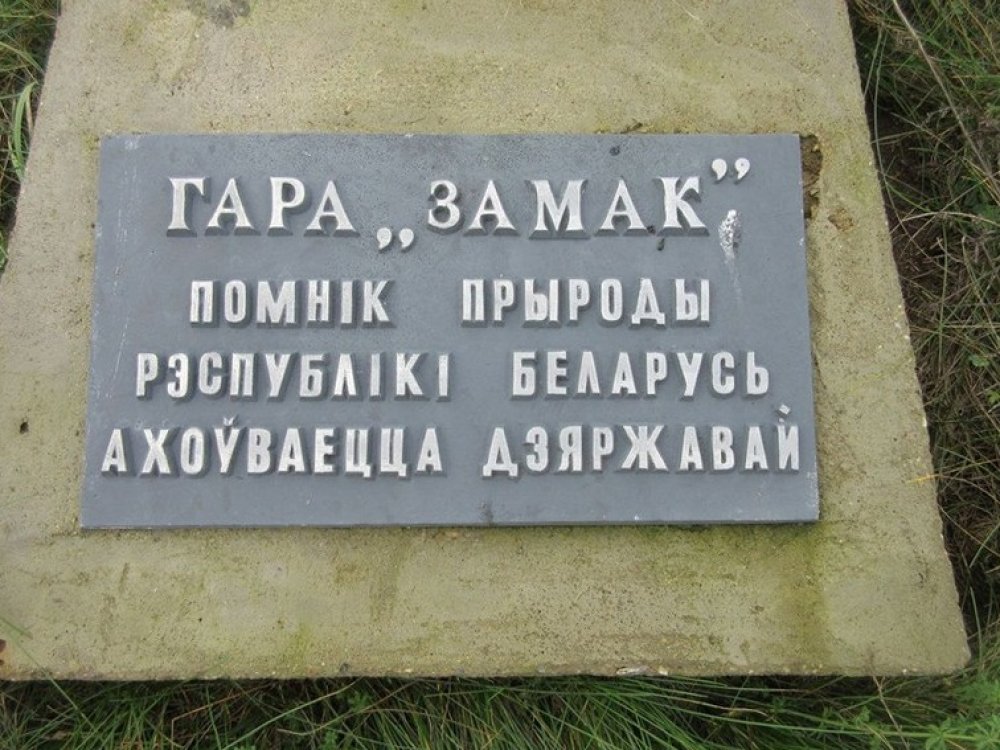 ГАРА „ЗАМАК”
ПОМНІК ПРЫРОДЫ
РЭСПУБЛІКІ БЕЛАРУСЬ
АХОЎВАЕЦЦА ДЗЯРЖАВАЙ